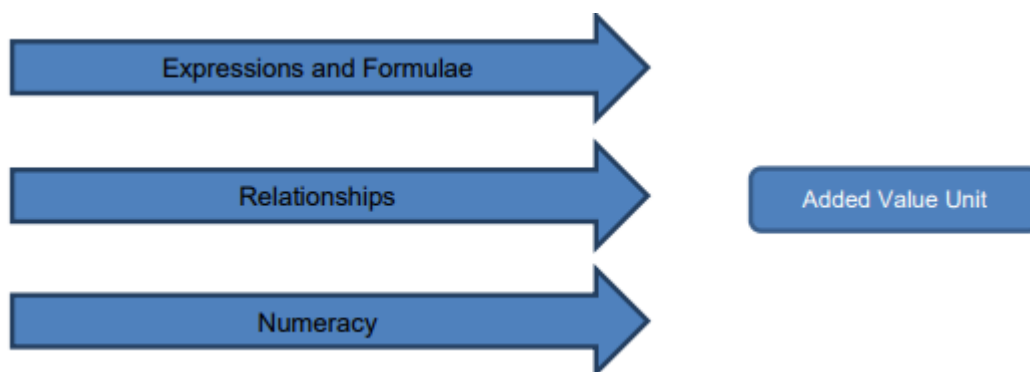 Expressions and Formulae
Relationships
Added Value Unit
Numeracy